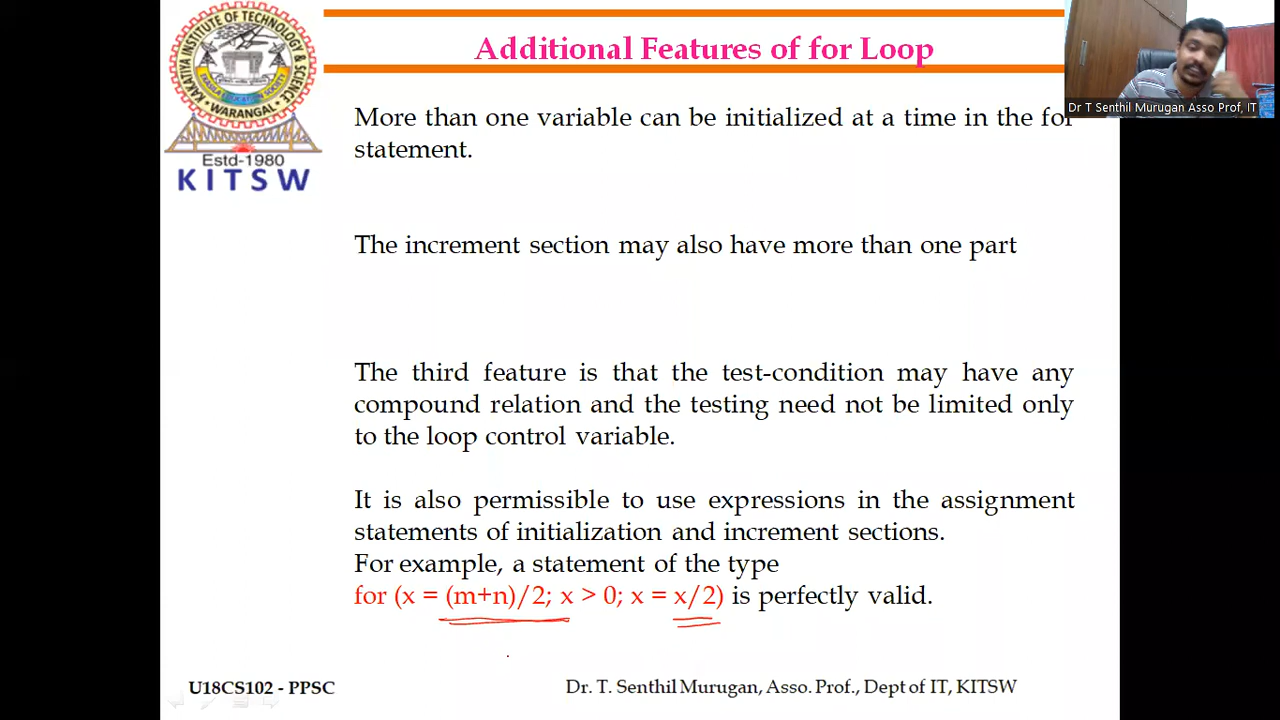 KAKATIYA INSTITUTE OF TECHNOLOGY & SCIENCE
WARANGAL
Estd-1980
KITSW
Additional Features of for Loop
Dr T Senthil Murugan Asso Prof, IT
More than one variable can be initialized at a time in the for
statement.
The increment section may also have more than one part
The third feature is that the test-condition may have any
compound relation and the testing need not be limited only
to the loop control variable.
It is also permissible to use expressions in the assignment
statements of initialization and increment sections.
For example, a statement of the type
for (x = (m+n)/2; x > 0; x = x/2) is perfectly valid.
U18CS102 - PPSC
Dr. T. Senthil Murugan, Asso. Prof., Dept of IT, KITSW